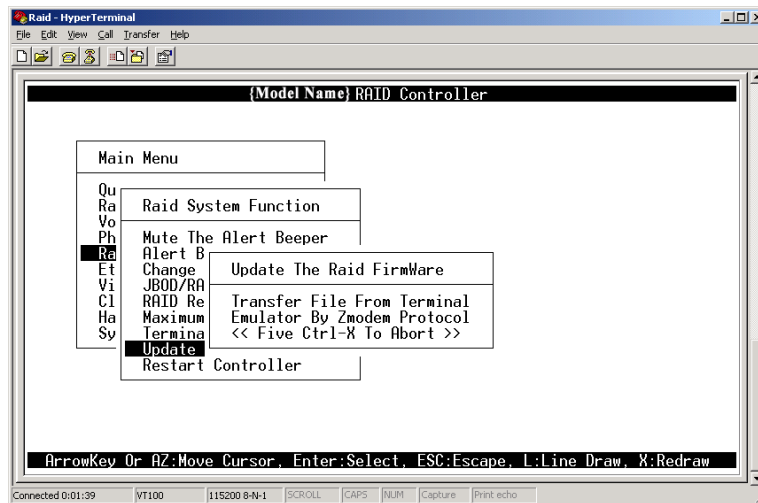 Raid - HyperTerminal
File Edit View Call Transfer Help
{Model Name} RAID Controller
Main Menu
Qu
Ra
Vo
Ph
Ra
Et
Vi
Cl
Ha
Sy
Raid System Function
Mute The Alert Beeper
Alert B
Change
JBOD/RA
RAID Re
Maximum
Termina
Update
Restart Controller
Update The Raid FirmWare
Transfer File From Terminal
Emulator By Zmodem Protocol
<< Five Ctrl-X To Abort >>
ArrowKey Or AZ:Move Cursor, Enter:Select, ESC:Escape, L:Line Draw, X:Redraw
Connected 0:01:39 VT100 115200 8-N-1 SCROLL CAPS NUM Capture Print echo